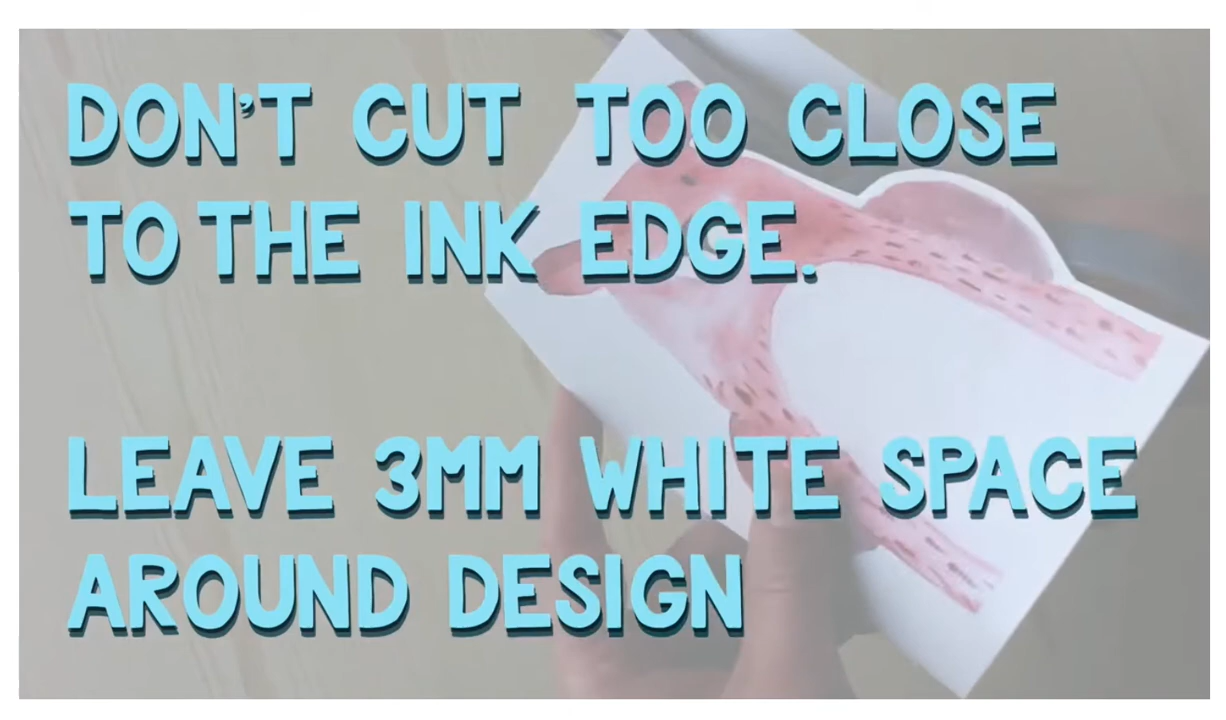 DON'T CUT TOO CLOSE
TO THE INK EDGE.
LEAVE 3MM WHITE SPACE
AROUND DESIGN